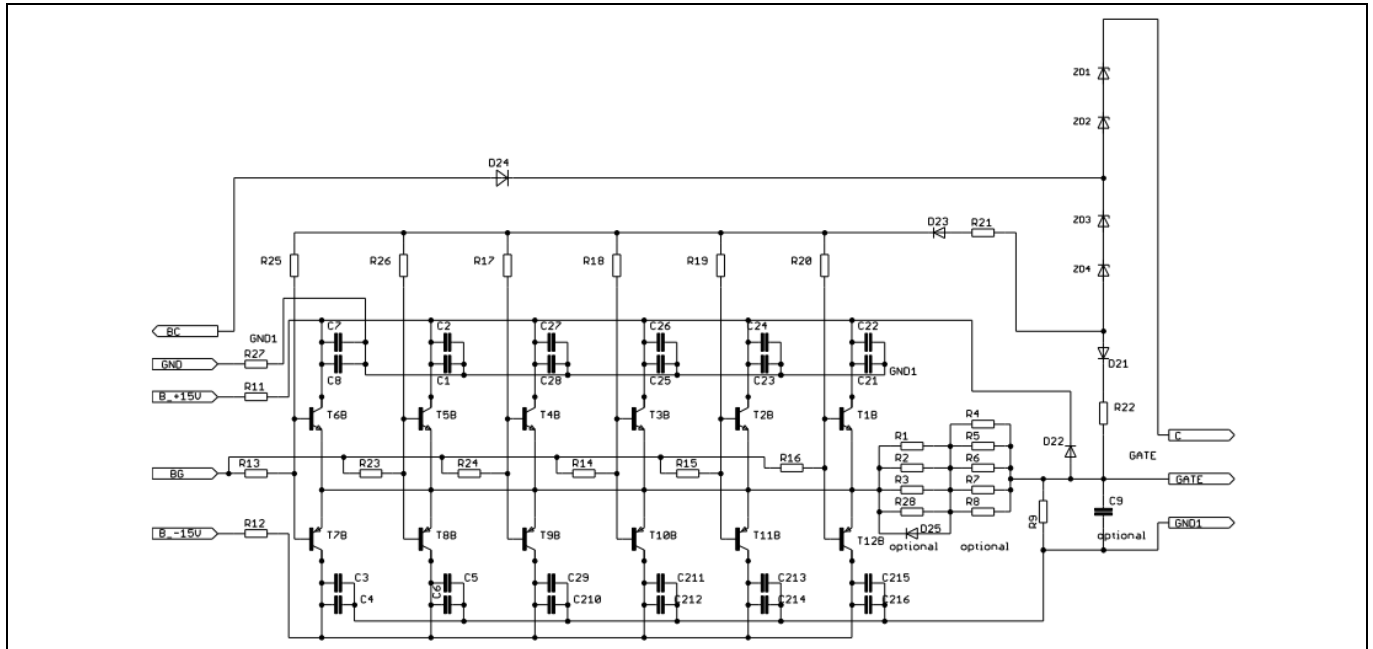 ZD1
ZD2
D24
ZD3
D23 R21
R25 R26 R17 R18 R19 R20
ZD4
BC
C7 C2 C27 C26 C24 C22
GND1
GND R27
D21
C8 C1 C28 C25 C23 C21
GND1
B_+15V R11
R22
T6B T5B T4B T3B T2B T1B
R4
C
R1 R5 D22
GATE
R16
BG R13 R23 R24 R14 R15
R2 R6
GATE
R3 R7
R28 R8 R9 C9
GND1
B_-15V R12
D25
T7B T8B T9B T10B T11B T12B
optional optional optional
C3 C5 C29 C211 C213 C215
C4 C6 C210 C212 C214 C216